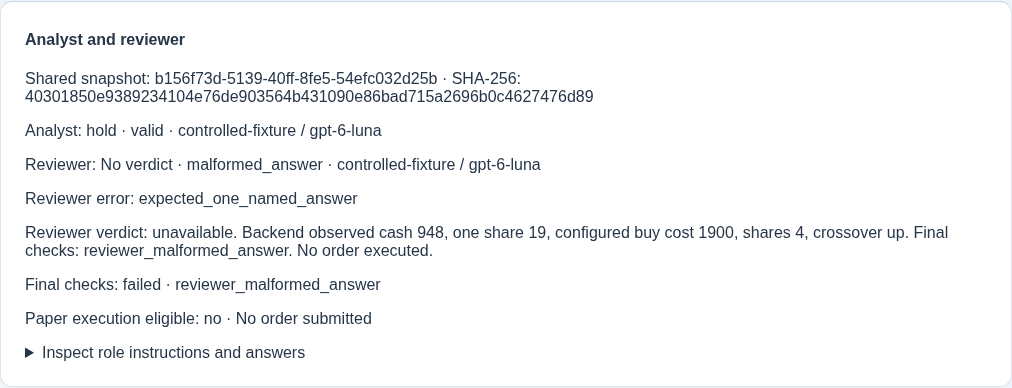 Analyst and reviewer
Shared snapshot: b156f73d-5139-40ff-8fe5-54efc032d25b · SHA-256:
40301850e9389234104e76de903564b431090e86bad715a2696b0c4627476d89
Analyst: hold · valid · controlled-fixture / gpt-6-luna
Reviewer: No verdict · malformed_answer · controlled-fixture / gpt-6-luna
Reviewer error: expected_one_named_answer
Reviewer verdict: unavailable. Backend observed cash 948, one share 19, configured buy cost 1900, shares 4, crossover up. Final
checks: reviewer_malformed_answer. No order executed.
Final checks: failed · reviewer_malformed_answer
Paper execution eligible: no · No order submitted
Inspect role instructions and answers